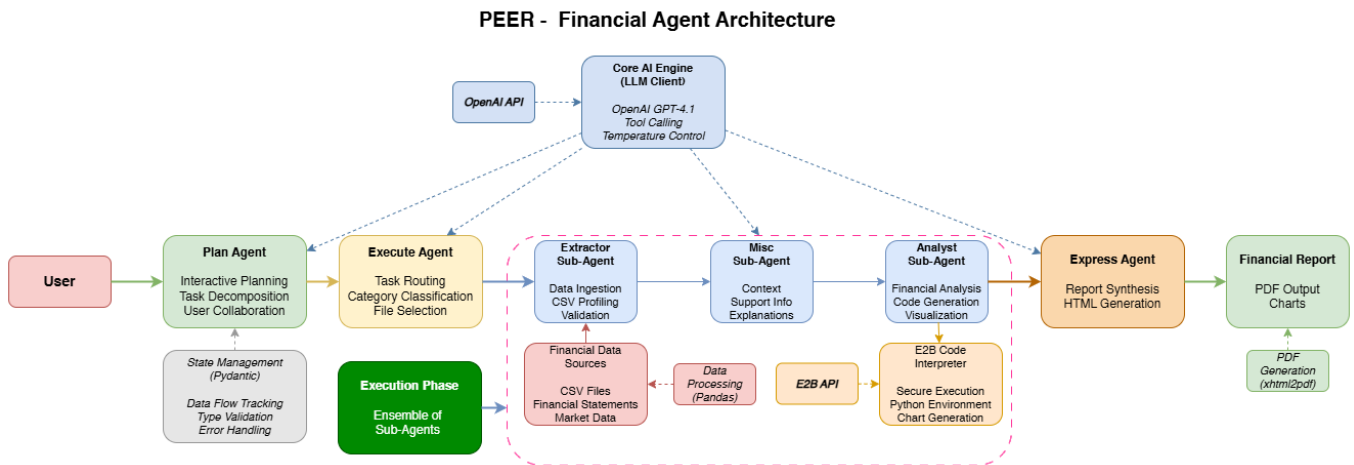 PEER -  Financial Agent Architecture
Core AI Engine
(LLM Client)
OpenAI GPT-4.1
Tool Calling
Temperature Control
OpenAI API
User
Plan Agent
Interactive Planning
Task Decomposition
User Collaboration
Execute Agent
Task Routing
Category Classification
File Selection
Extractor
Sub-Agent
Data Ingestion
CSV Profiling
Validation
Misc
Sub-Agent
Context
Support Info
Explanations
Analyst
Sub-Agent
Financial Analysis
Code Generation
Visualization
Express Agent
Report Synthesis
HTML Generation
Financial Report
PDF Output
Charts
State Management
(Pydantic)
Data Flow Tracking
Type Validation
Error Handling
Execution Phase
Ensemble of
Sub-Agents
Financial Data
Sources
CSV Files
Financial Statements
Market Data
Data
Processing
(Pandas)
E2B API
E2B Code
Interpreter
Secure Execution
Python Environment
Chart Generation
PDF
Generation
(xhtml2pdf)